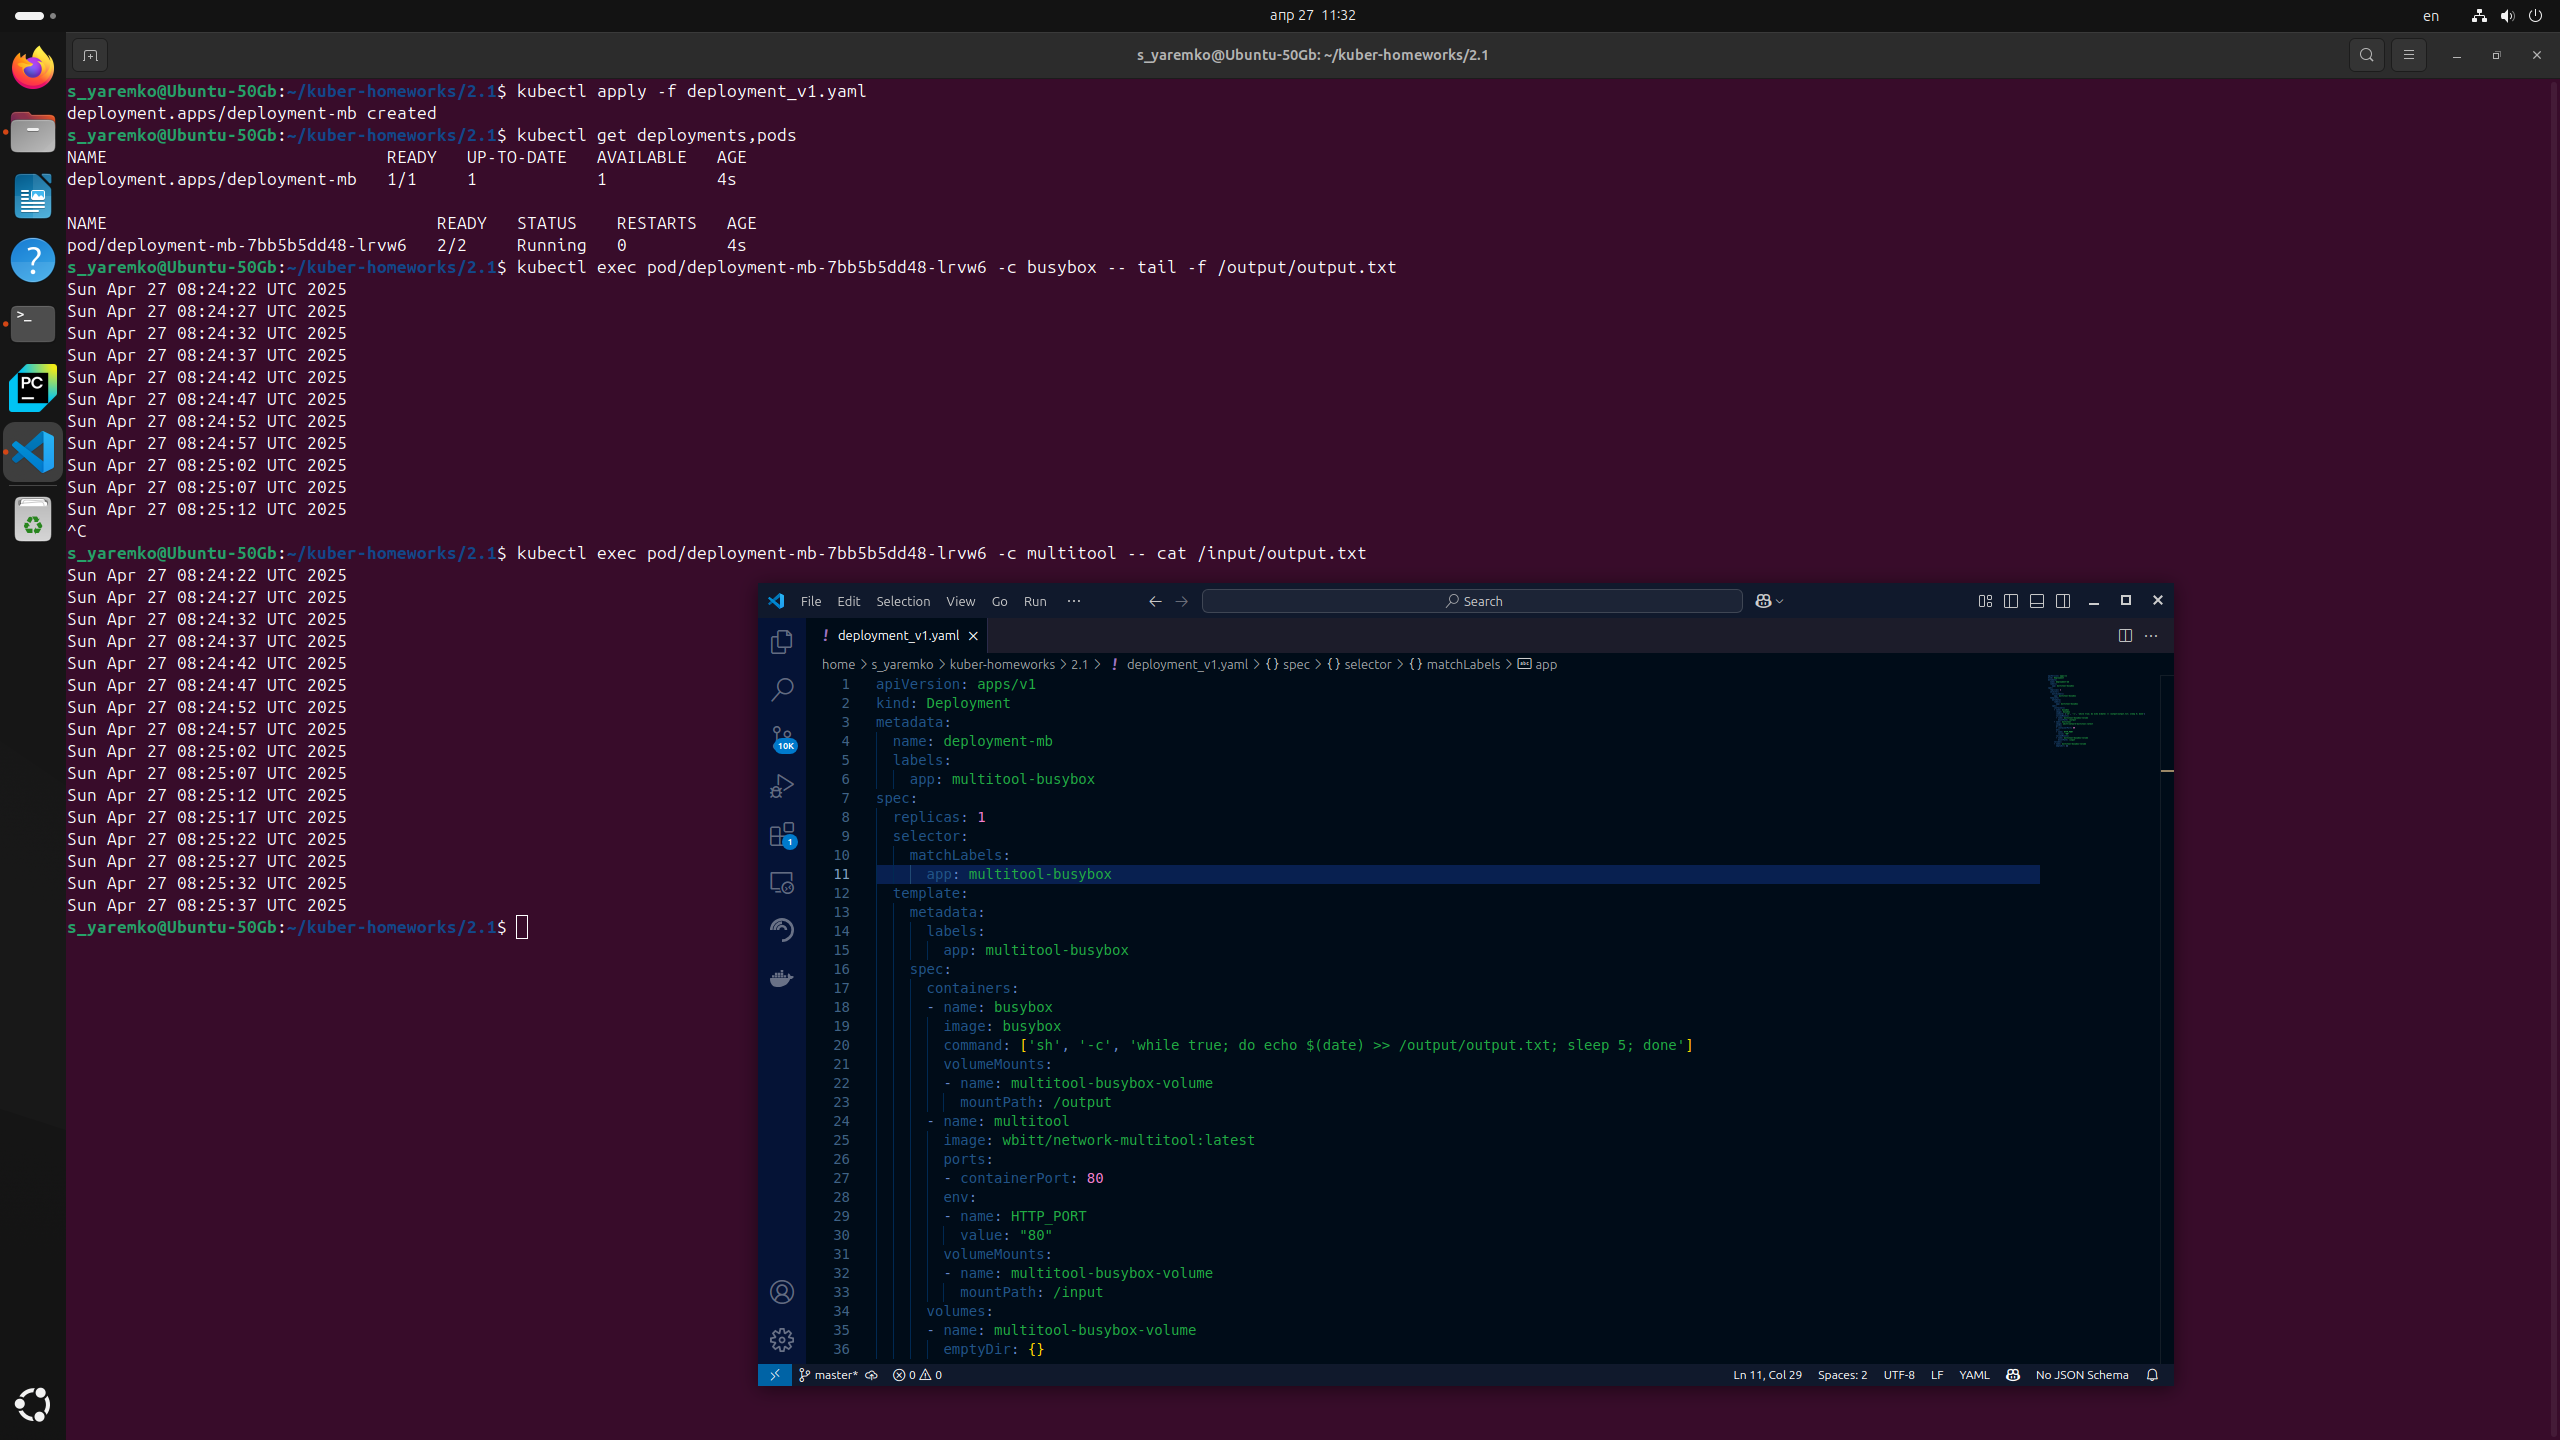 апр 27  11:32
en
s_yaremko@Ubuntu-50Gb: ~/kuber-homeworks/2.1
s_yaremko@Ubuntu-50Gb:~/kuber-homeworks/2.1$ kubectl apply -f deployment_v1.yaml
deployment.apps/deployment-mb created
s_yaremko@Ubuntu-50Gb:~/kuber-homeworks/2.1$ kubectl get deployments,pods
NAME                            READY   UP-TO-DATE   AVAILABLE   AGE
deployment.apps/deployment-mb   1/1     1            1           4s
NAME                                 READY   STATUS    RESTARTS   AGE
pod/deployment-mb-7bb5b5dd48-lrvw6   2/2     Running   0          4s
s_yaremko@Ubuntu-50Gb:~/kuber-homeworks/2.1$ kubectl exec pod/deployment-mb-7bb5b5dd48-lrvw6 -c busybox -- tail -f /output/output.txt
Sun Apr 27 08:24:22 UTC 2025
Sun Apr 27 08:24:27 UTC 2025
Sun Apr 27 08:24:32 UTC 2025
Sun Apr 27 08:24:37 UTC 2025
Sun Apr 27 08:24:42 UTC 2025
Sun Apr 27 08:24:47 UTC 2025
Sun Apr 27 08:24:52 UTC 2025
Sun Apr 27 08:24:57 UTC 2025
Sun Apr 27 08:25:02 UTC 2025
Sun Apr 27 08:25:07 UTC 2025
Sun Apr 27 08:25:12 UTC 2025
^C
s_yaremko@Ubuntu-50Gb:~/kuber-homeworks/2.1$ kubectl exec pod/deployment-mb-7bb5b5dd48-lrvw6 -c multitool -- cat /input/output.txt
Sun Apr 27 08:24:22 UTC 2025
Sun Apr 27 08:24:27 UTC 2025
Sun Apr 27 08:24:32 UTC 2025
Sun Apr 27 08:24:37 UTC 2025
Sun Apr 27 08:24:42 UTC 2025
Sun Apr 27 08:24:47 UTC 2025
Sun Apr 27 08:24:52 UTC 2025
Sun Apr 27 08:24:57 UTC 2025
Sun Apr 27 08:25:02 UTC 2025
Sun Apr 27 08:25:07 UTC 2025
Sun Apr 27 08:25:12 UTC 2025
Sun Apr 27 08:25:17 UTC 2025
Sun Apr 27 08:25:22 UTC 2025
Sun Apr 27 08:25:27 UTC 2025
Sun Apr 27 08:25:32 UTC 2025
Sun Apr 27 08:25:37 UTC 2025
s_yaremko@Ubuntu-50Gb:~/kuber-homeworks/2.1$
PC
File Edit Selection View Go Run ··· Search
! deployment_v1.yaml
home > s_yaremko > kuber-homeworks > 2.1 > ! deployment_v1.yaml > {} spec > {} selector > {} matchLabels > app
10K
1
1 apiVersion: apps/v1
2 kind: Deployment
3 metadata:
4   name: deployment-mb
5   labels:
6     app: multitool-busybox
7 spec:
8   replicas: 1
9   selector:
10     matchLabels:
11       app: multitool-busybox
12   template:
13     metadata:
14       labels:
15         app: multitool-busybox
16     spec:
17       containers:
18       - name: busybox
19         image: busybox
20         command: ['sh', '-c', 'while true; do echo $(date) >> /output/output.txt; sleep 5; done']
21         volumeMounts:
22         - name: multitool-busybox-volume
23           mountPath: /output
24       - name: multitool
25         image: wbitt/network-multitool:latest
26         ports:
27         - containerPort: 80
28         env:
29         - name: HTTP_PORT
30           value: "80"
31         volumeMounts:
32         - name: multitool-busybox-volume
33           mountPath: /input
34       volumes:
35       - name: multitool-busybox-volume
36         emptyDir: {}
master* 0 0 Ln 11, Col 29 Spaces: 2 UTF-8 LF YAML No JSON Schema